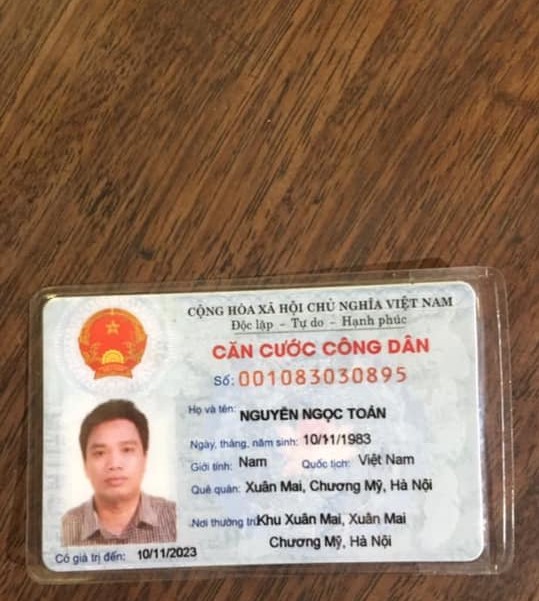 CỘNG HÒA XÃ HỘI CHỦ NGHĨA VIỆT NAM
Độc lập - Tự do - Hạnh phúc
CĂN CƯỚC CÔNG DÂN
Số: 001083030895
Họ và tên: NGUYỄN NGỌC TOẢN
Ngày, tháng, năm sinh: 10/11/1983
Giới tính: Nam Quốc tịch: Việt Nam
Quê quán: Xuân Mai, Chương Mỹ, Hà Nội
Nơi thường trú: Khu Xuân Mai, Xuân Mai
Chương Mỹ, Hà Nội
Có giá trị đến: 10/11/2023